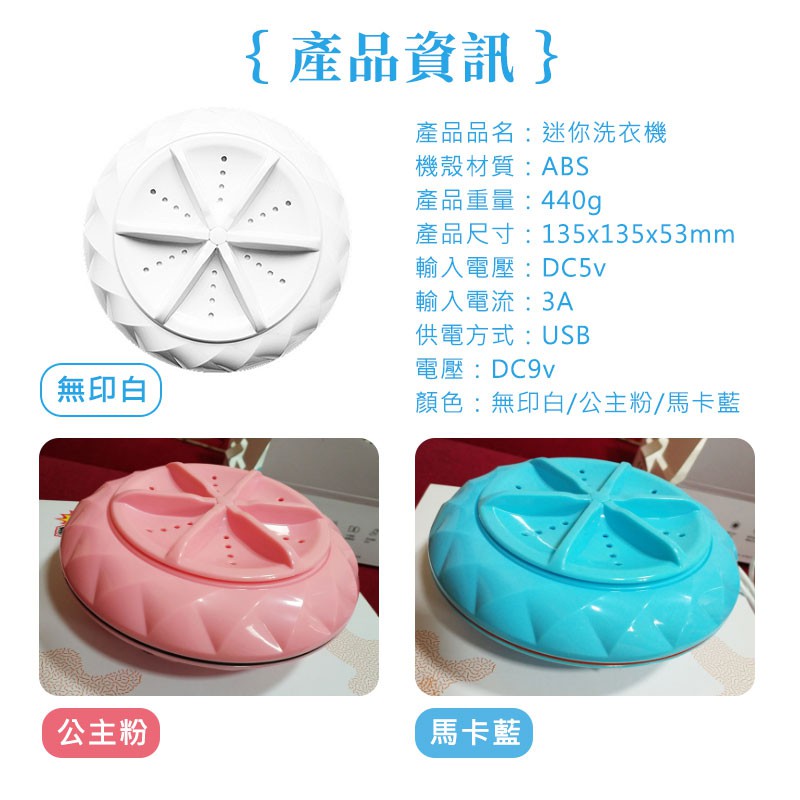 { 產品資訊 }
產品品名：迷你洗衣機
機殼材質：ABS
產品重量：440g
產品尺寸：135x135x53mm
輸入電壓：DC5v
輸入電流：3A
供電方式：USB
電壓：DC9v
顏色：無印白/公主粉/馬卡藍
無印白
公主粉
馬卡藍